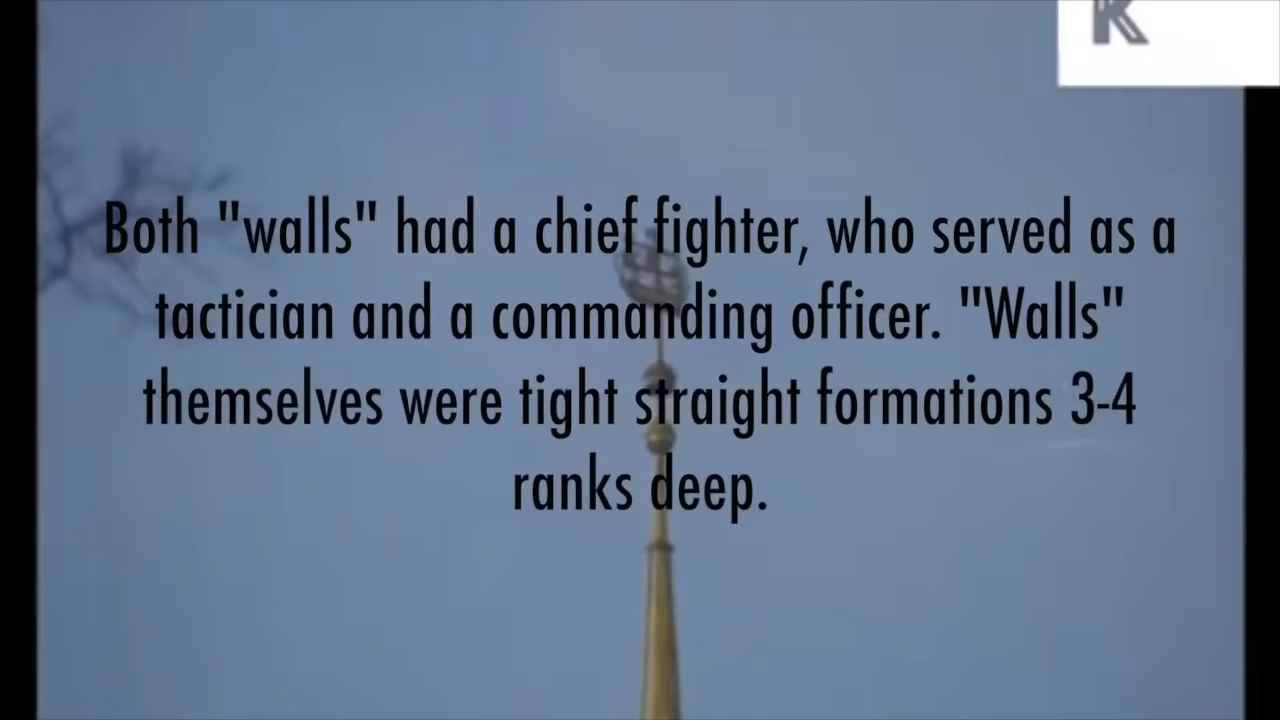 K
Both "walls" had a chief fighter, who served as a
tactician and a commanding officer. "Walls"
themselves were tight straight formations 3-4
ranks deep.